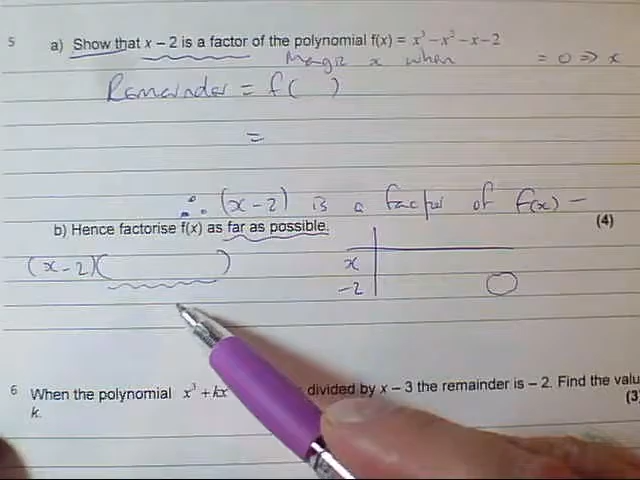 5 a) Show that x – 2 is a factor of the polynomial f(x) = x³ – x² – x – 2
Magic x when = 0 ⇒ x
Remainder = f( )
=
∴ (x – 2) is a factor of f(x) –
(4)
b) Hence factorise f(x) as far as possible.
(x – 2)( )
x
–2
6 When the polynomial x³ + kx divided by x – 3 the remainder is – 2. Find the valu
(3
k.